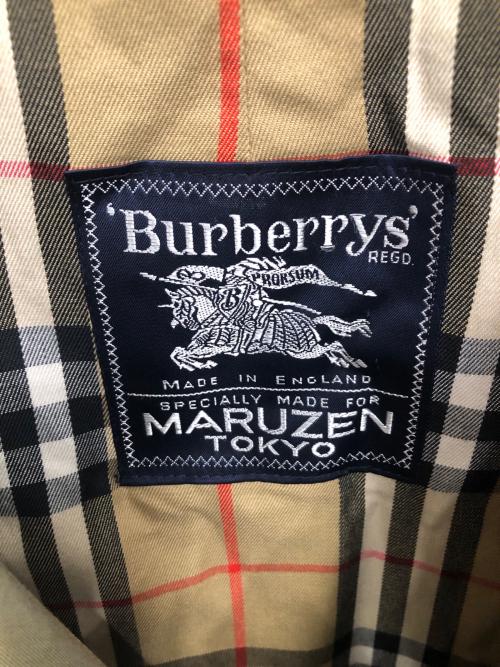 'Burberrys'
REGD.
PRORSUM
B
MADE IN ENGLAND
SPECIALLY MADE FOR
MARUZEN
TOKYO